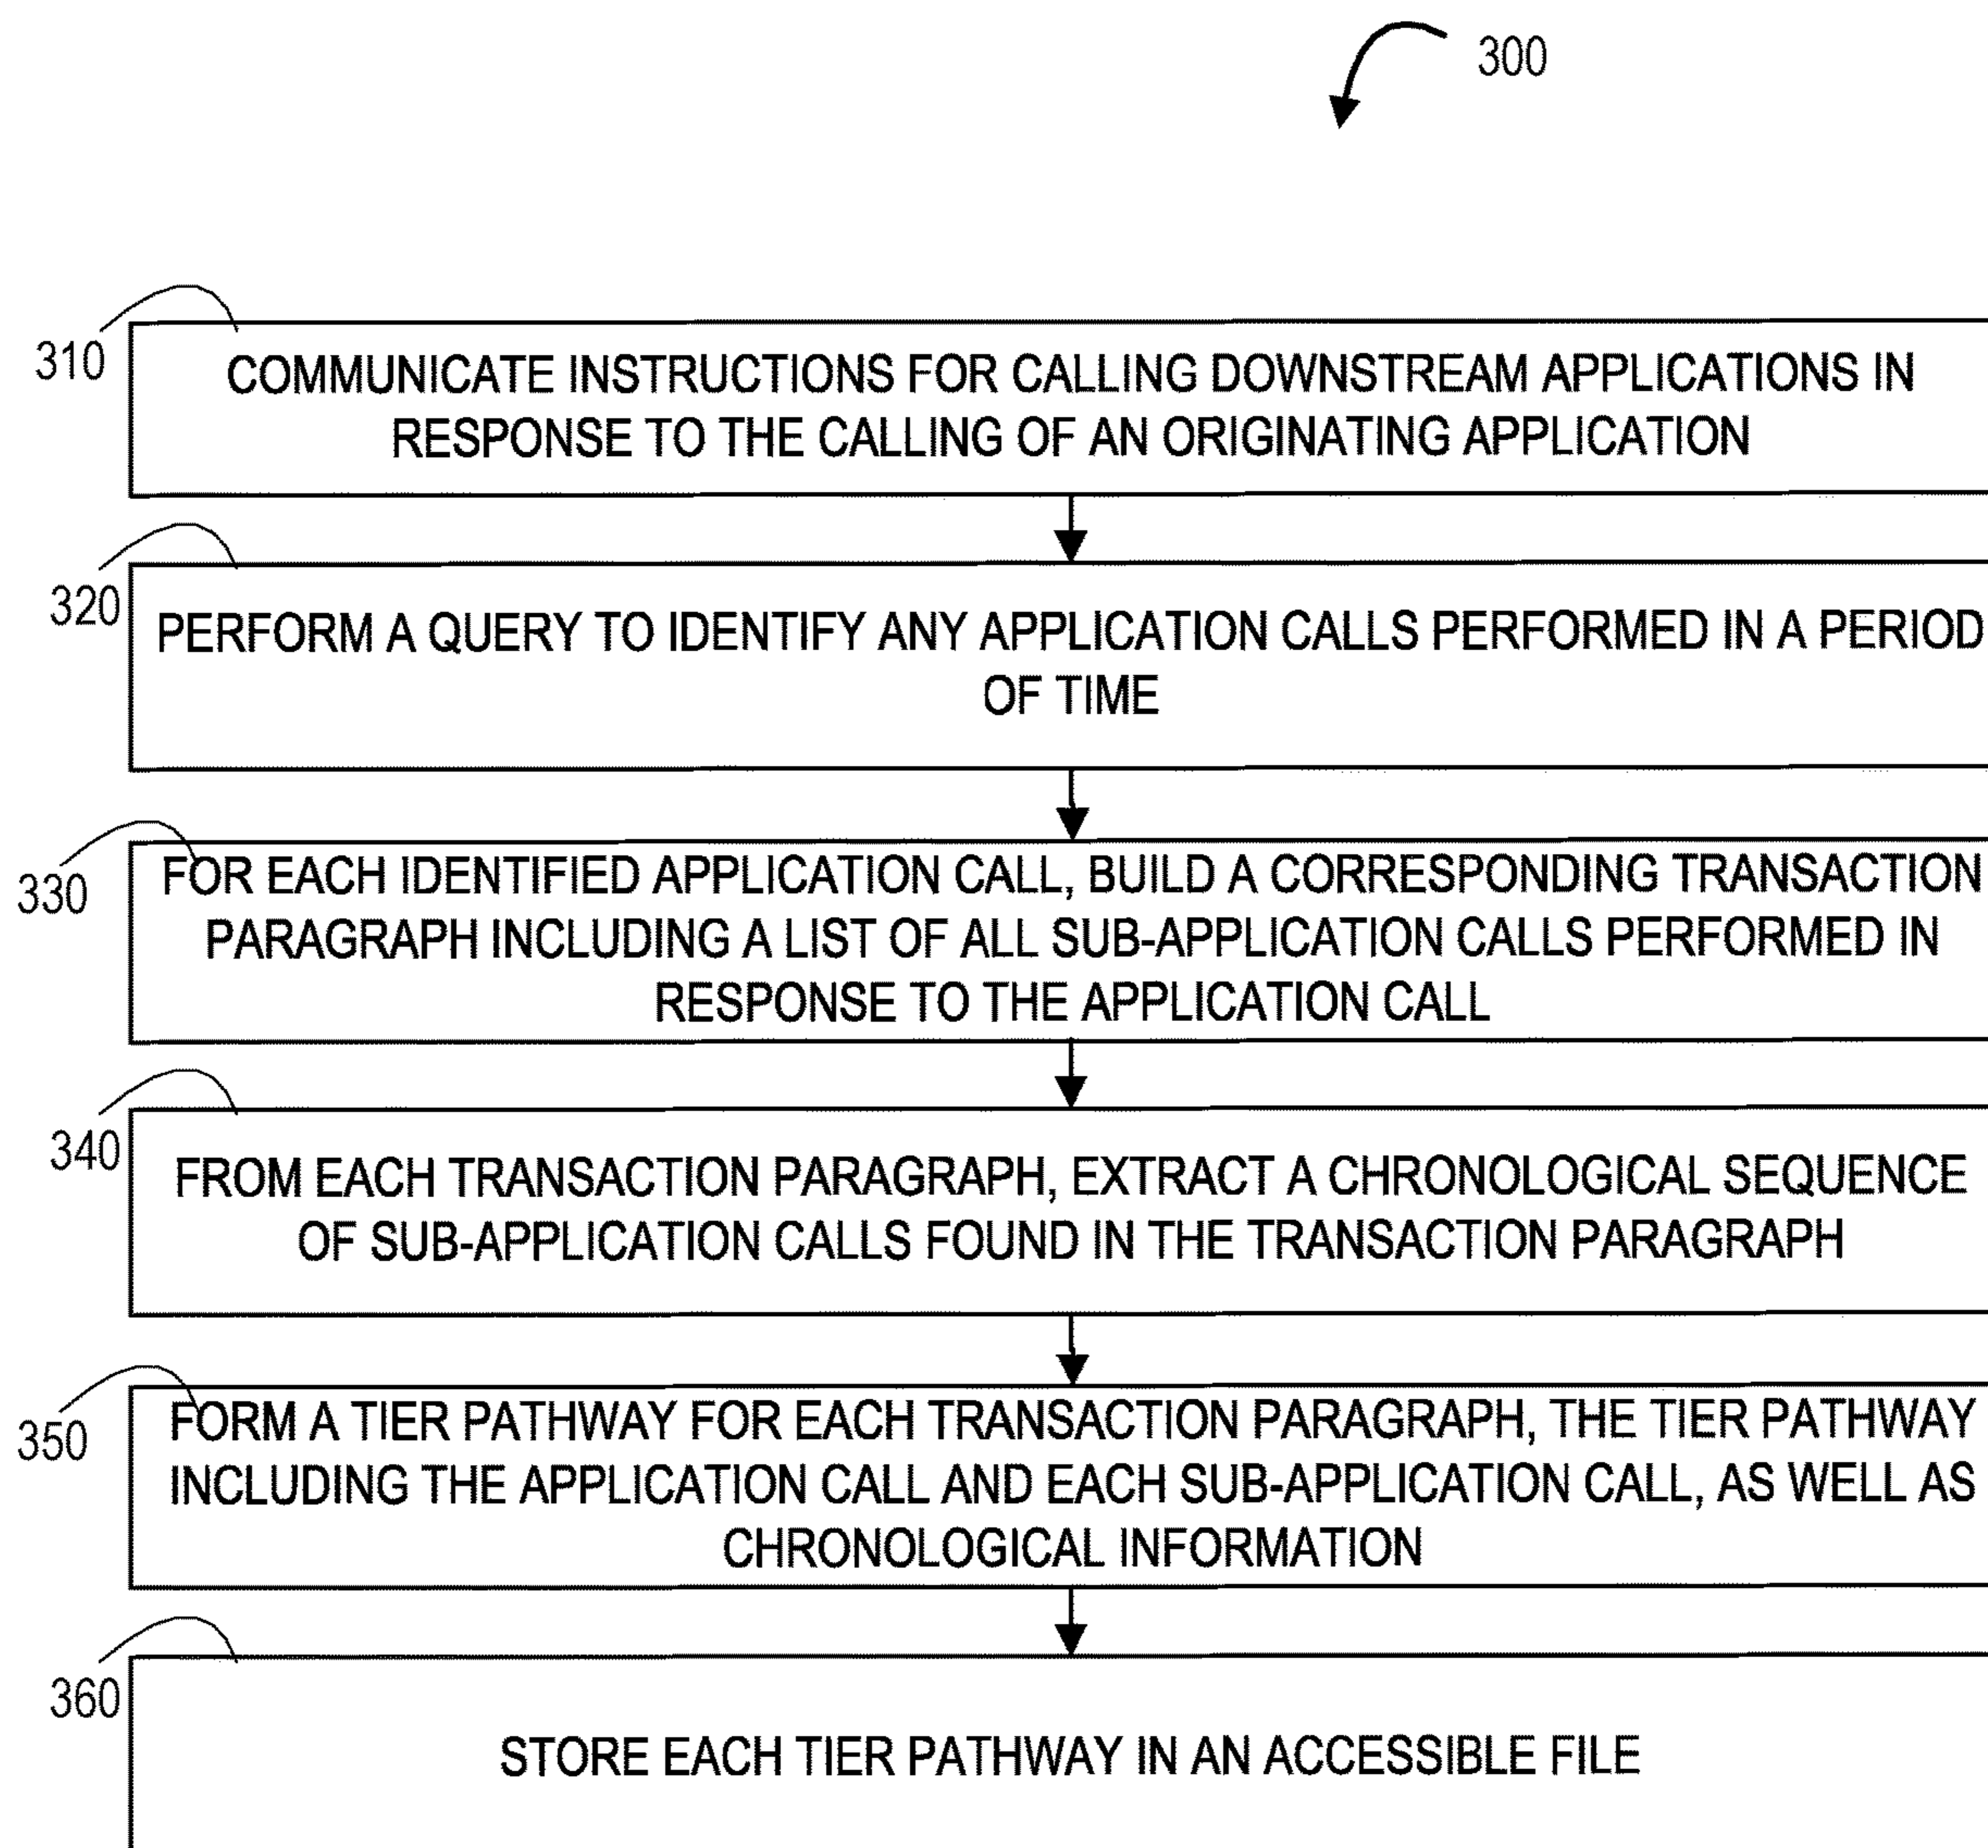 300
310
COMMUNICATE INSTRUCTIONS FOR CALLING DOWNSTREAM APPLICATIONS IN
RESPONSE TO THE CALLING OF AN ORIGINATING APPLICATION
320
PERFORM A QUERY TO IDENTIFY ANY APPLICATION CALLS PERFORMED IN A PERIOD
OF TIME
330
FOR EACH IDENTIFIED APPLICATION CALL, BUILD A CORRESPONDING TRANSACTION
PARAGRAPH INCLUDING A LIST OF ALL SUB-APPLICATION CALLS PERFORMED IN
RESPONSE TO THE APPLICATION CALL
340
FROM EACH TRANSACTION PARAGRAPH, EXTRACT A CHRONOLOGICAL SEQUENCE
OF SUB-APPLICATION CALLS FOUND IN THE TRANSACTION PARAGRAPH
350
FORM A TIER PATHWAY FOR EACH TRANSACTION PARAGRAPH, THE TIER PATHWAY
INCLUDING THE APPLICATION CALL AND EACH SUB-APPLICATION CALL, AS WELL AS
CHRONOLOGICAL INFORMATION
360
STORE EACH TIER PATHWAY IN AN ACCESSIBLE FILE